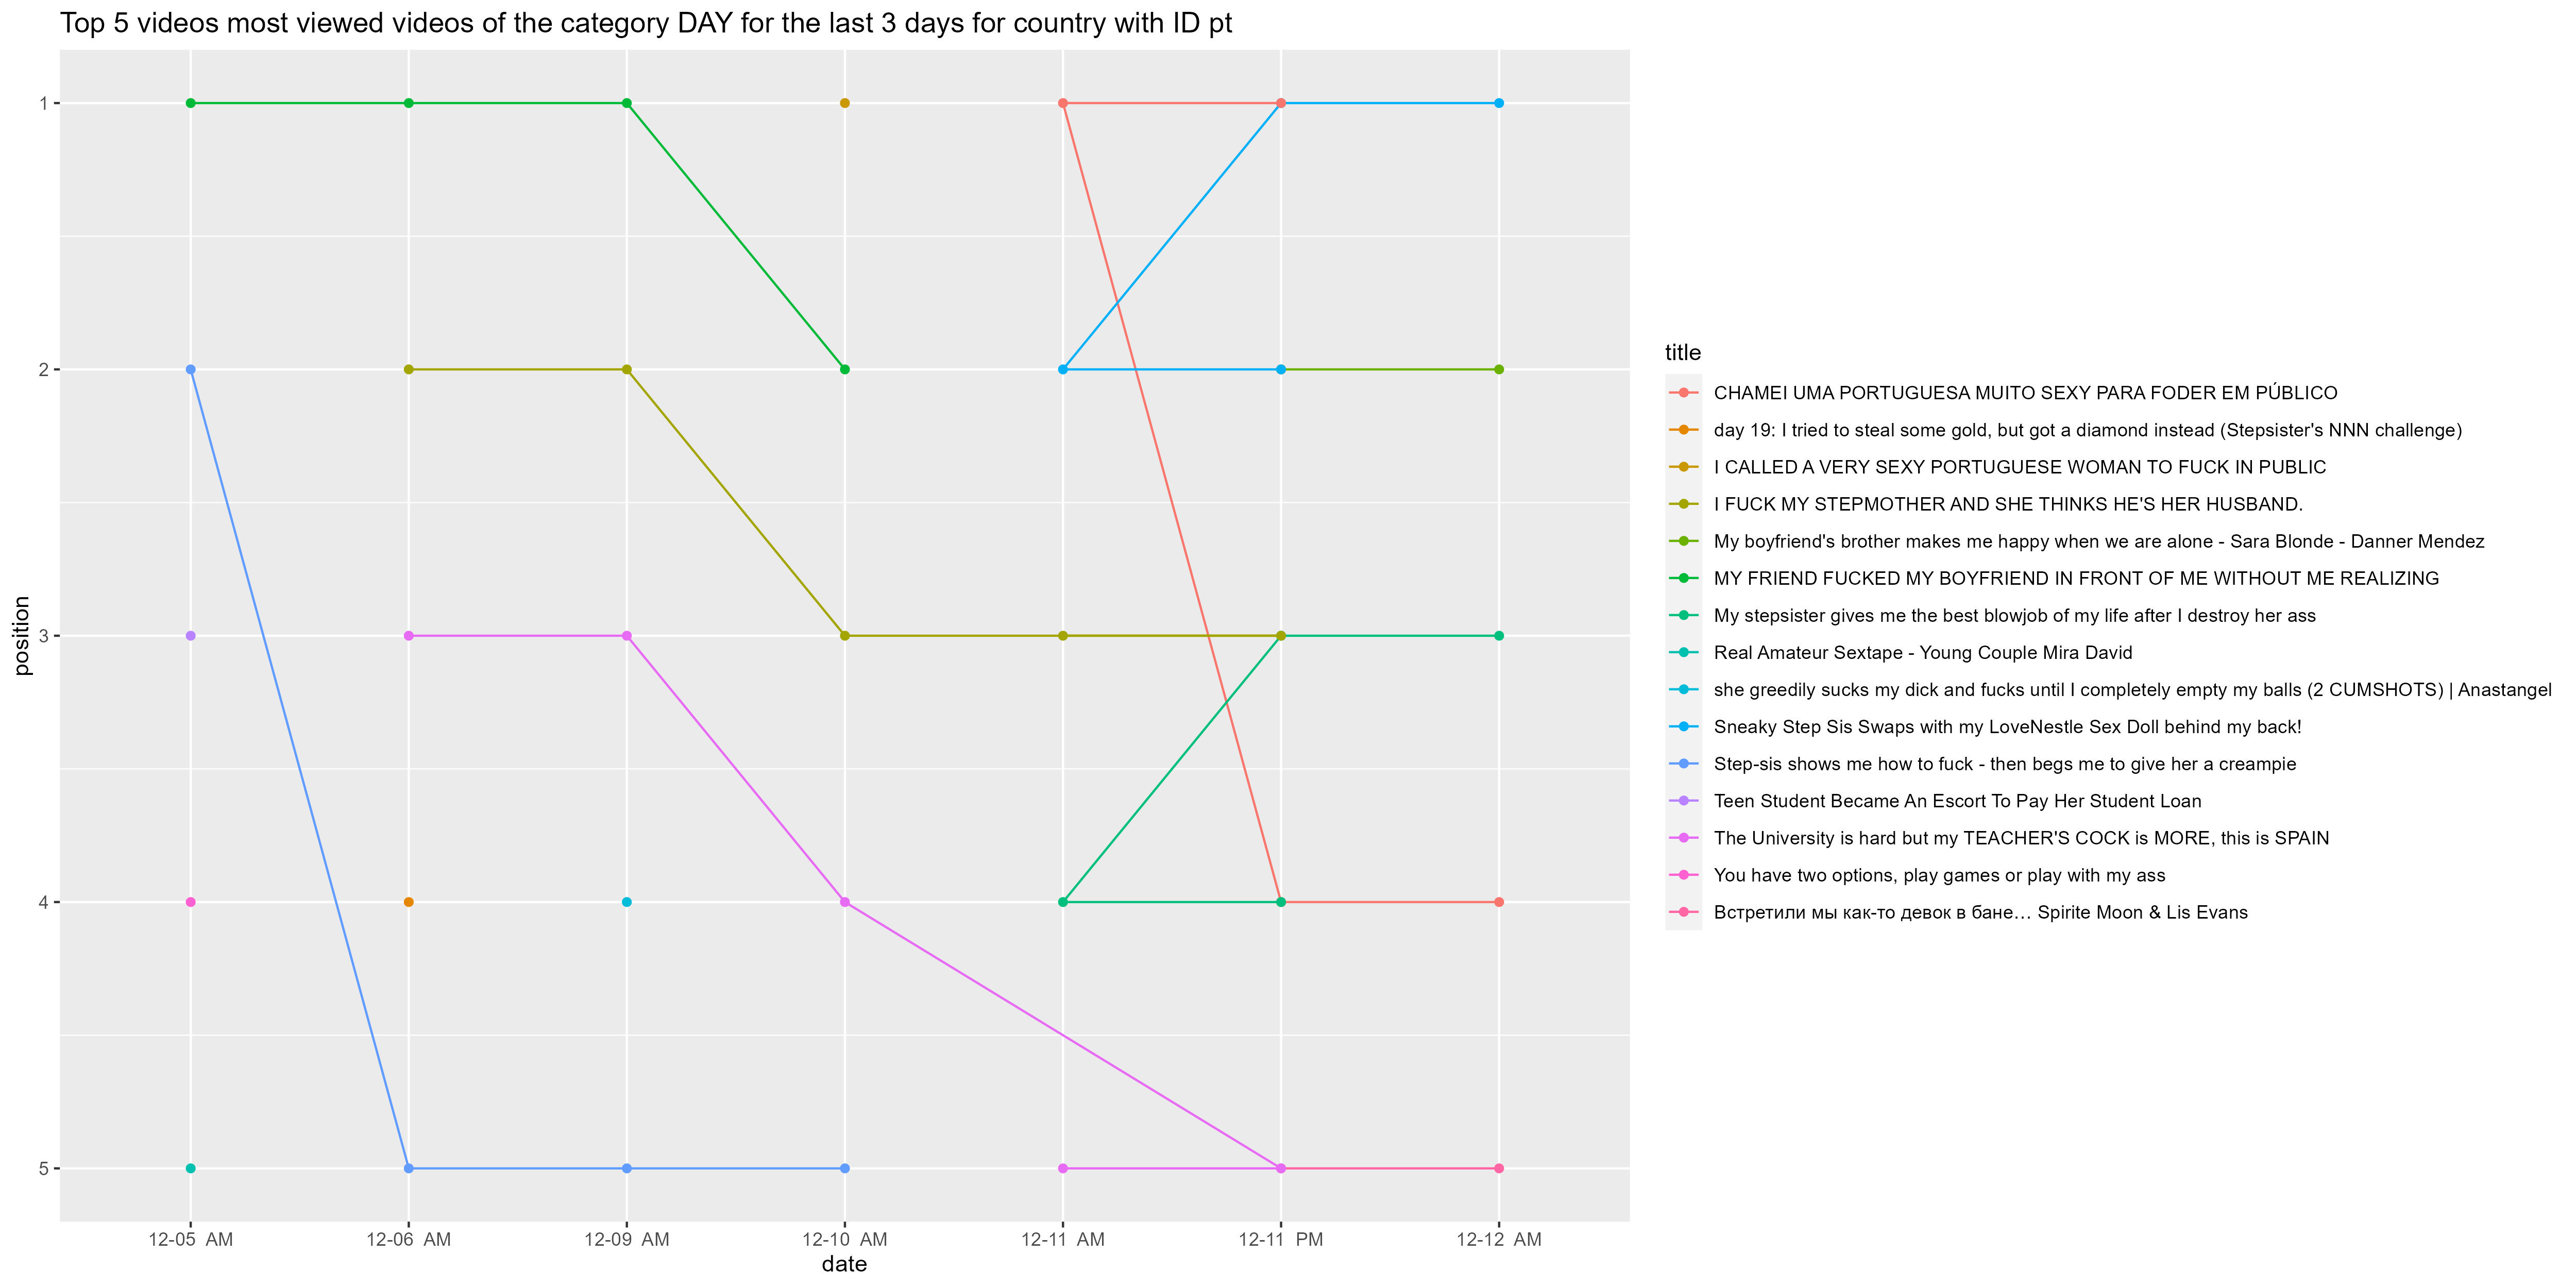 Top 5 videos most viewed videos of the category DAY for the last 3 days for country with ID pt
position
1
2
3
4
5
12-05 AM
12-06 AM
12-09 AM
12-10 AM
12-11 AM
12-11 PM
12-12 AM
date
title
CHAMEI UMA PORTUGUESA MUITO SEXY PARA FODER EM PÚBLICO
day 19: I tried to steal some gold, but got a diamond instead (Stepsister's NNN challenge)
I CALLED A VERY SEXY PORTUGUESE WOMAN TO FUCK IN PUBLIC
I FUCK MY STEPMOTHER AND SHE THINKS HE'S HER HUSBAND.
My boyfriend's brother makes me happy when we are alone - Sara Blonde - Danner Mendez
MY FRIEND FUCKED MY BOYFRIEND IN FRONT OF ME WITHOUT ME REALIZING
My stepsister gives me the best blowjob of my life after I destroy her ass
Real Amateur Sextape - Young Couple Mira David
she greedily sucks my dick and fucks until I completely empty my balls (2 CUMSHOTS) | Anastangel
Sneaky Step Sis Swaps with my LoveNestle Sex Doll behind my back!
Step-sis shows me how to fuck - then begs me to give her a creampie
Teen Student Became An Escort To Pay Her Student Loan
The University is hard but my TEACHER'S COCK is MORE, this is SPAIN
You have two options, play games or play with my ass
Встретили мы как-то девок в бане… Spirite Moon & Lis Evans